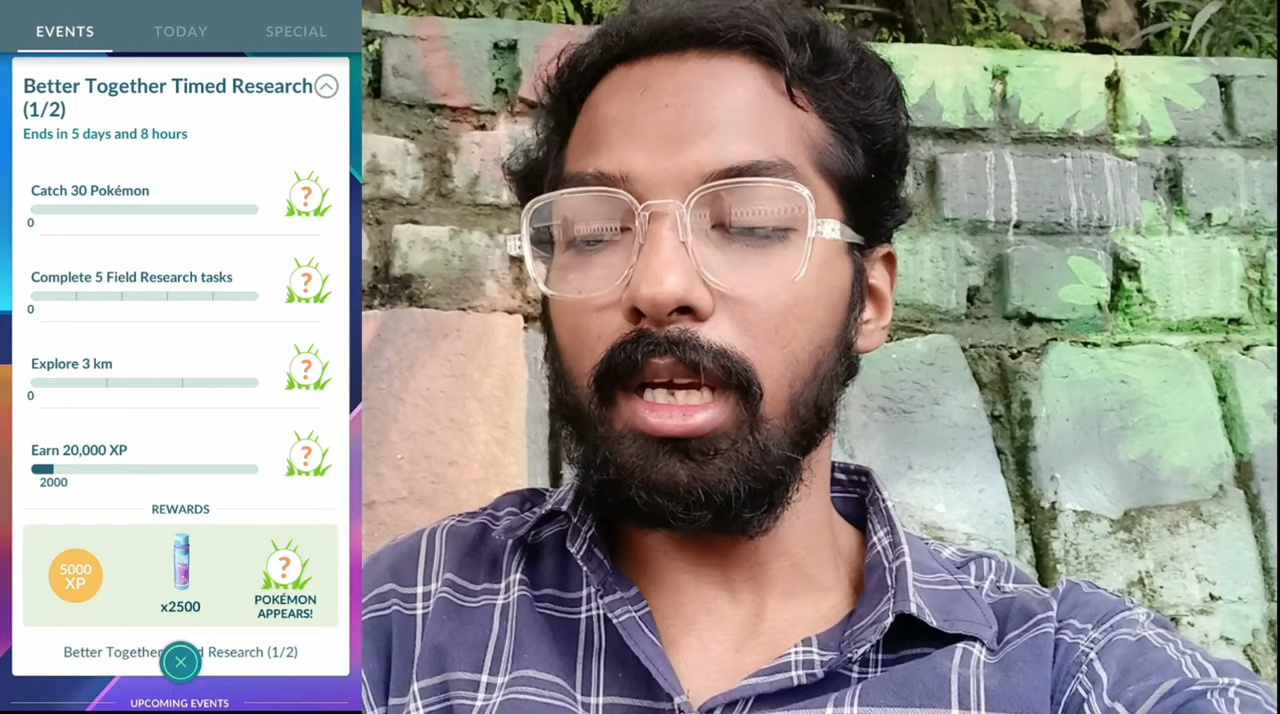 EVENTS TODAY SPECIAL
Better Together Timed Research
(1/2)
Ends in 5 days and 8 hours
Catch 30 Pokémon
0
Complete 5 Field Research tasks
0
Explore 3 km
0
Earn 20,000 XP
2000
REWARDS
5000
XP
x2500
POKÉMON
APPEARS!
Better Together Research (1/2)
UPCOMING EVENTS